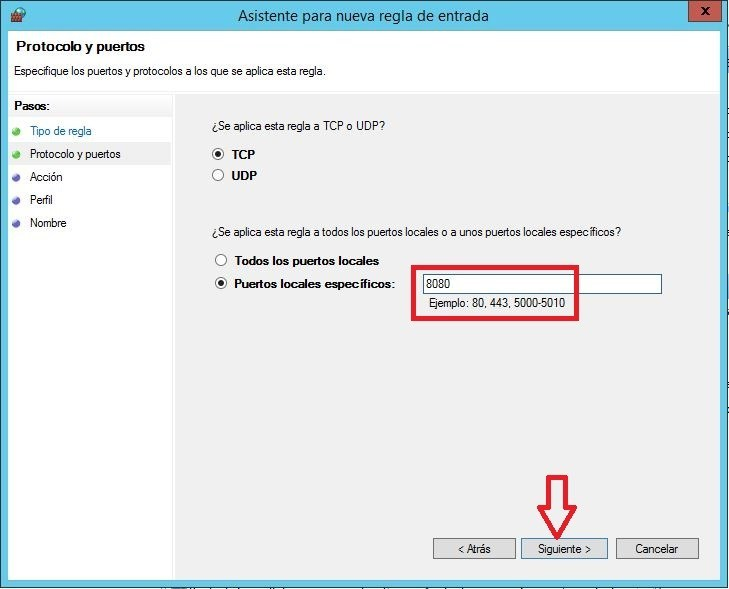 Asistente para nueva regla de entrada
x
Protocolo y puertos
Especifique los puertos y protocolos a los que se aplica esta regla.
Pasos:
Tipo de regla
Protocolo y puertos
Acción
Perfil
Nombre
¿Se aplica esta regla a TCP o UDP?
TCP
UDP
¿Se aplica esta regla a todos los puertos locales o a unos puertos locales específicos?
Todos los puertos locales
Puertos locales específicos:
8080
Ejemplo: 80, 443, 5000-5010
< Atrás
Siguiente >
Cancelar